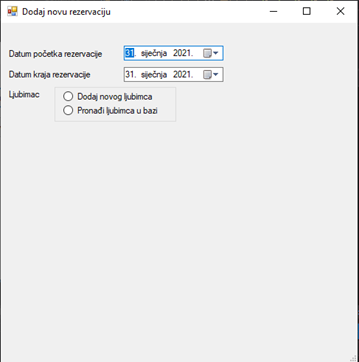 Dodaj novu rezervaciju
Datum početka rezervacije 31. siječnja 2021.
Datum kraja rezervacije 31. siječnja 2021.
Ljubimac Dodaj novog ljubimca
Pronađi ljubimca u bazi